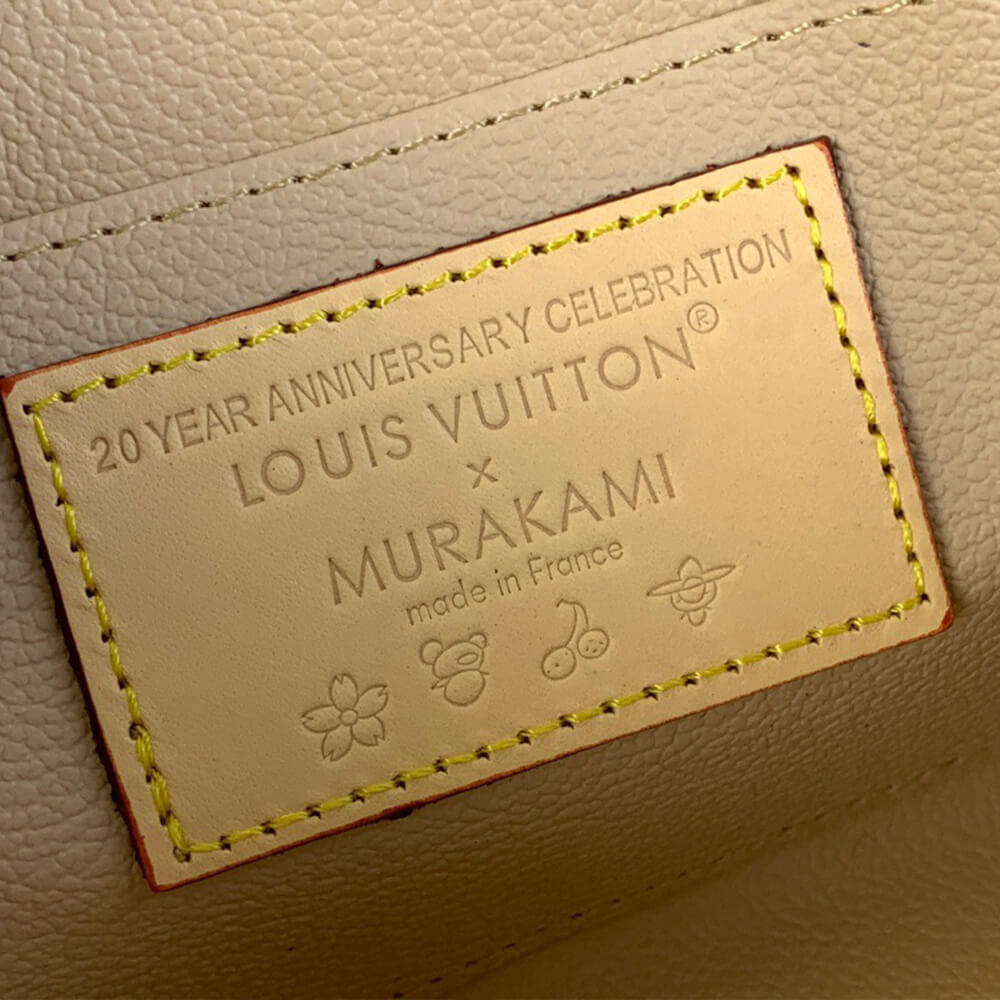 20 YEAR ANNIVERSARY CELEBRATION
LOUIS VUITTON®
×
MURAKAMI
made in France